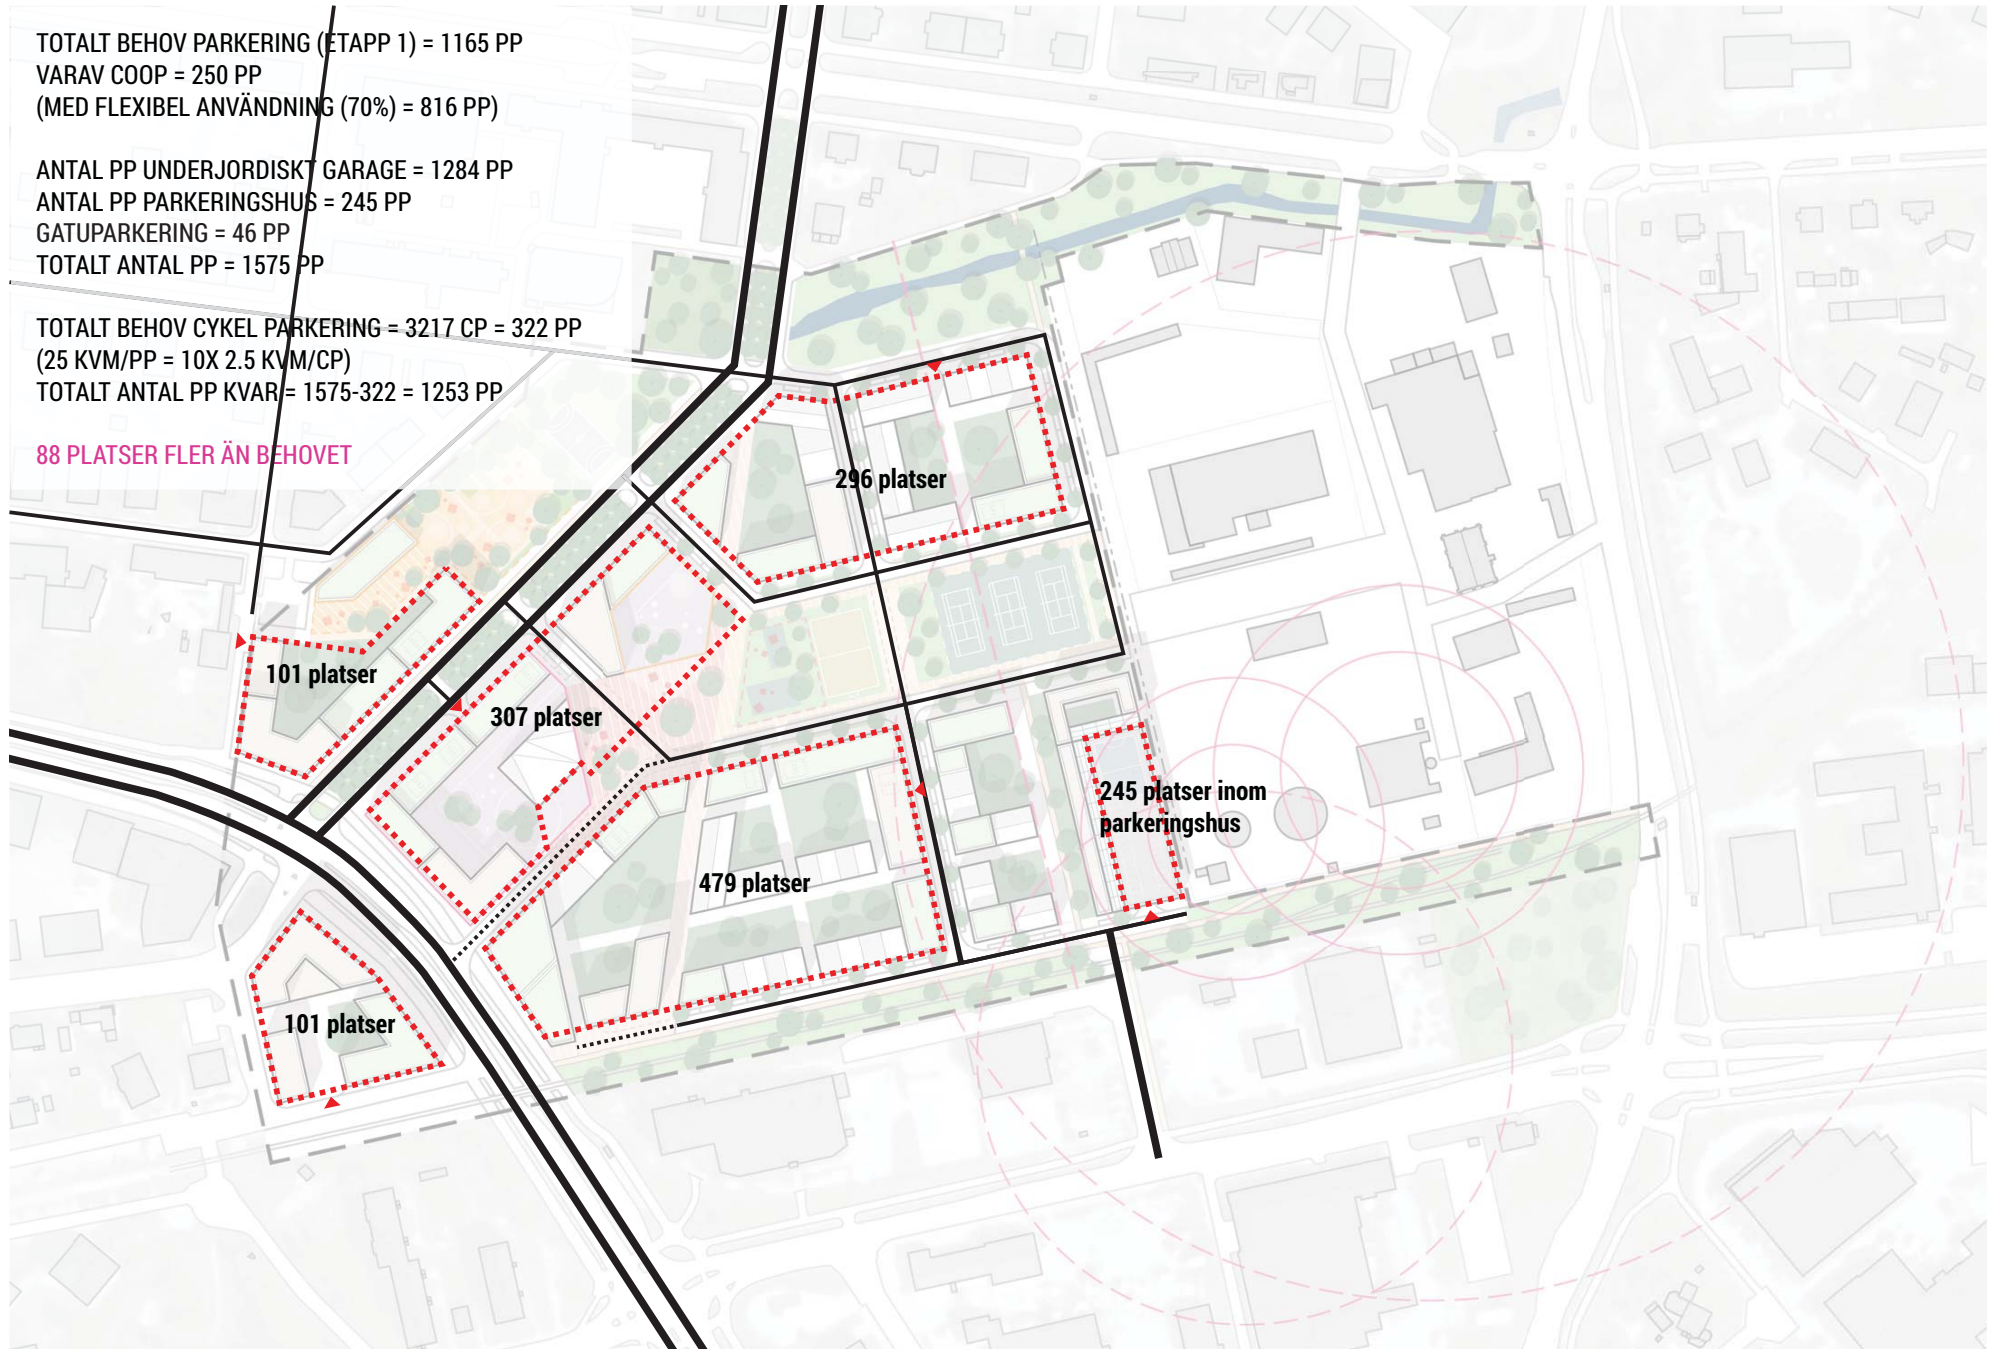 TOTALT BEHOV PARKERING (ETAPP 1) = 1165 PP
VARAV COOP = 250 PP
(MED FLEXIBEL ANVÄNDNING (70%) = 816 PP)
ANTAL PP UNDERJORDISKT GARAGE = 1284 PP
ANTAL PP PARKERINGSHUS = 245 PP
GATUPARKERING = 46 PP
TOTALT ANTAL PP = 1575 PP
TOTALT BEHOV CYKEL PARKERING = 3217 CP = 322 PP
(25 KVM/PP = 10X 2.5 KVM/CP)
TOTALT ANTAL PP KVAR = 1575-322 = 1253 PP
88 PLATSER FLER ÄN BEHOVET
296 platser
101 platser
307 platser
245 platser inom
parkeringshus
479 platser
101 platser